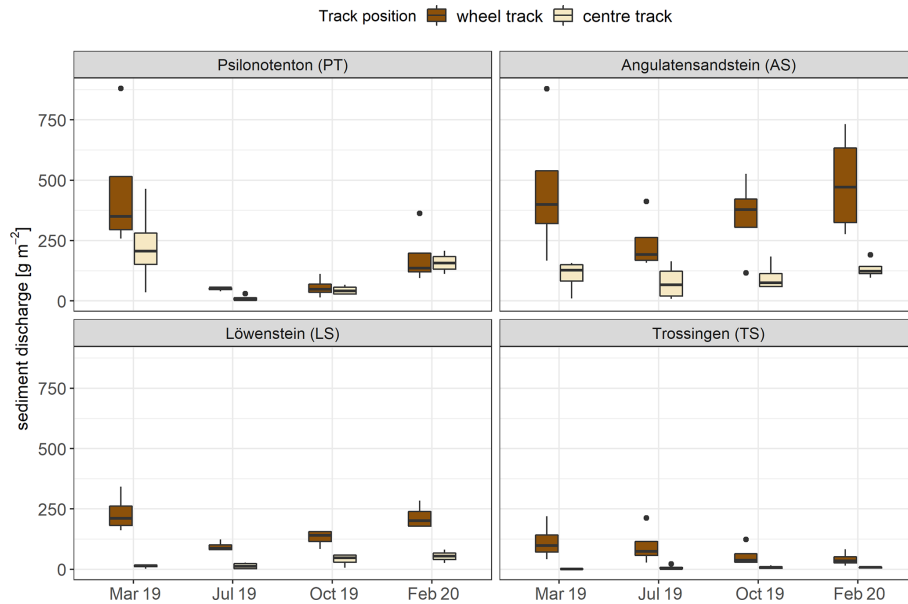 Track position wheel track centre track
Psilonotenton (PT) Angulatensandstein (AS)
750
500
250
0
Löwenstein (LS) Trossingen (TS)
750
500
250
0
sediment discharge [g m⁻²]
Mar 19 Jul 19 Oct 19 Feb 20 Mar 19 Jul 19 Oct 19 Feb 20